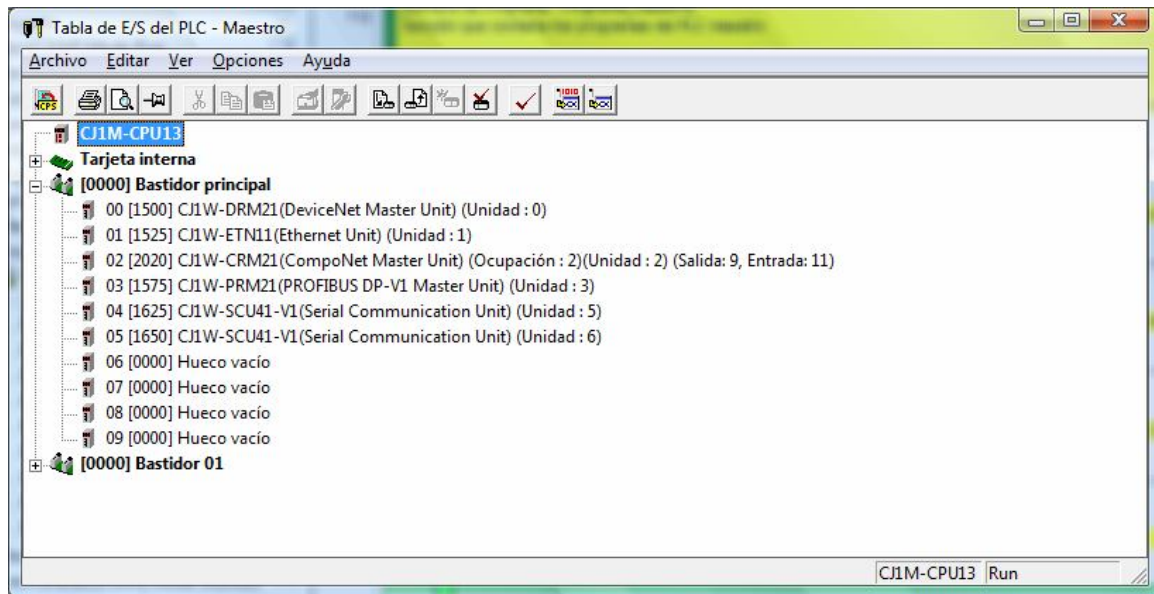 Tabla de E/S del PLC - Maestro
Archivo Editar Ver Opciones Ayuda
CJ1M-CPU13
Tarjeta interna
[0000] Bastidor principal
00 [1500] CJ1W-DRM21(DeviceNet Master Unit) (Unidad : 0)
01 [1525] CJ1W-ETN11(Ethernet Unit) (Unidad : 1)
02 [2020] CJ1W-CRM21(CompoNet Master Unit) (Ocupación : 2)(Unidad : 2) (Salida: 9, Entrada: 11)
03 [1575] CJ1W-PRM21(PROFIBUS DP-V1 Master Unit) (Unidad : 3)
04 [1625] CJ1W-SCU41-V1(Serial Communication Unit) (Unidad : 5)
05 [1650] CJ1W-SCU41-V1(Serial Communication Unit) (Unidad : 6)
06 [0000] Hueco vacío
07 [0000] Hueco vacío
08 [0000] Hueco vacío
09 [0000] Hueco vacío
[0000] Bastidor 01
CJ1M-CPU13 Run